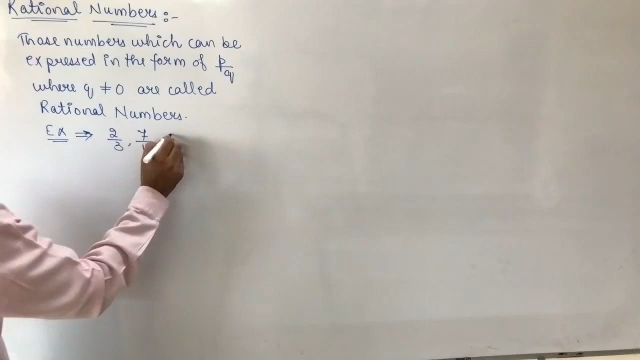 Rational Numbers :-
Those numbers which can be
expressed in the form of p/q
where q ≠ 0 are called
Rational Numbers.
Ex ⇒ 2/3, 7/